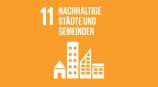 11 NACHHALTIGE
STÄDTE UND
GEMEINDEN